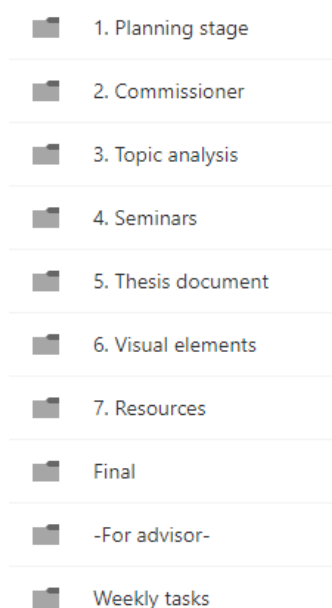 1. Planning stage
2. Commissioner
3. Topic analysis
4. Seminars
5. Thesis document
6. Visual elements
7. Resources
Final
-For advisor-
Weekly tasks